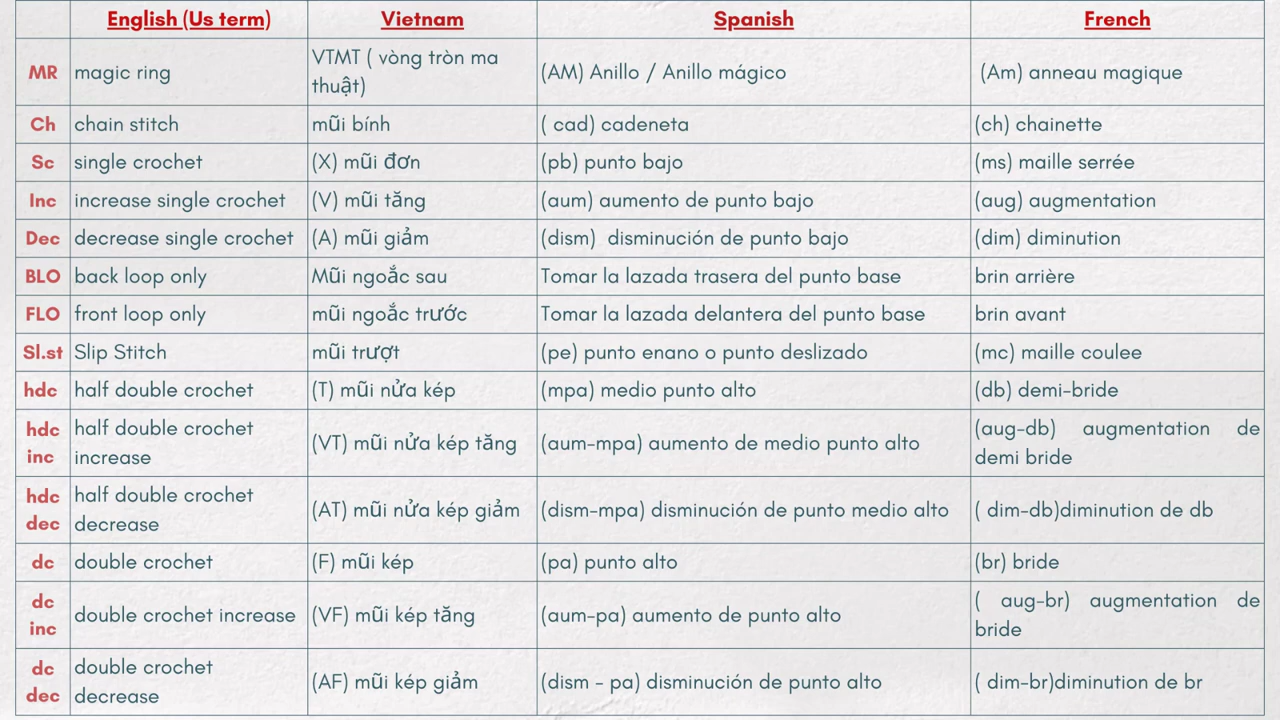 English (Us term) Vietnam Spanish French
MR magic ring VTMT ( vòng tròn ma thuật) (AM) Anillo / Anillo mágico (Am) anneau magique
Ch chain stitch mũi bính ( cad) cadeneta (ch) chainette
Sc single crochet (X) mũi đơn (pb) punto bajo (ms) maille serrée
Inc increase single crochet (V) mũi tăng (aum) aumento de punto bajo (aug) augmentation
Dec decrease single crochet (A) mũi giảm (dism) disminución de punto bajo (dim) diminution
BLO back loop only Mũi ngoắc sau Tomar la lazada trasera del punto base brin arrière
FLO front loop only mũi ngoắc trước Tomar la lazada delantera del punto base brin avant
Sl.st Slip Stitch mũi trượt (pe) punto enano o punto deslizado (mc) maille coulee
hdc half double crochet (T) mũi nửa kép (mpa) medio punto alto (db) demi-bride
hdc inc half double crochet increase (VT) mũi nửa kép tăng (aum-mpa) aumento de medio punto alto (aug-db) augmentation de demi bride
hdc dec half double crochet decrease (AT) mũi nửa kép giảm (dism-mpa) disminución de punto medio alto ( dim-db)diminution de db
dc double crochet (F) mũi kép (pa) punto alto (br) bride
dc inc double crochet increase (VF) mũi kép tăng (aum-pa) aumento de punto alto ( aug-br) augmentation de bride
dc dec double crochet decrease (AF) mũi kép giảm (dism - pa) disminución de punto alto ( dim-br)diminution de br